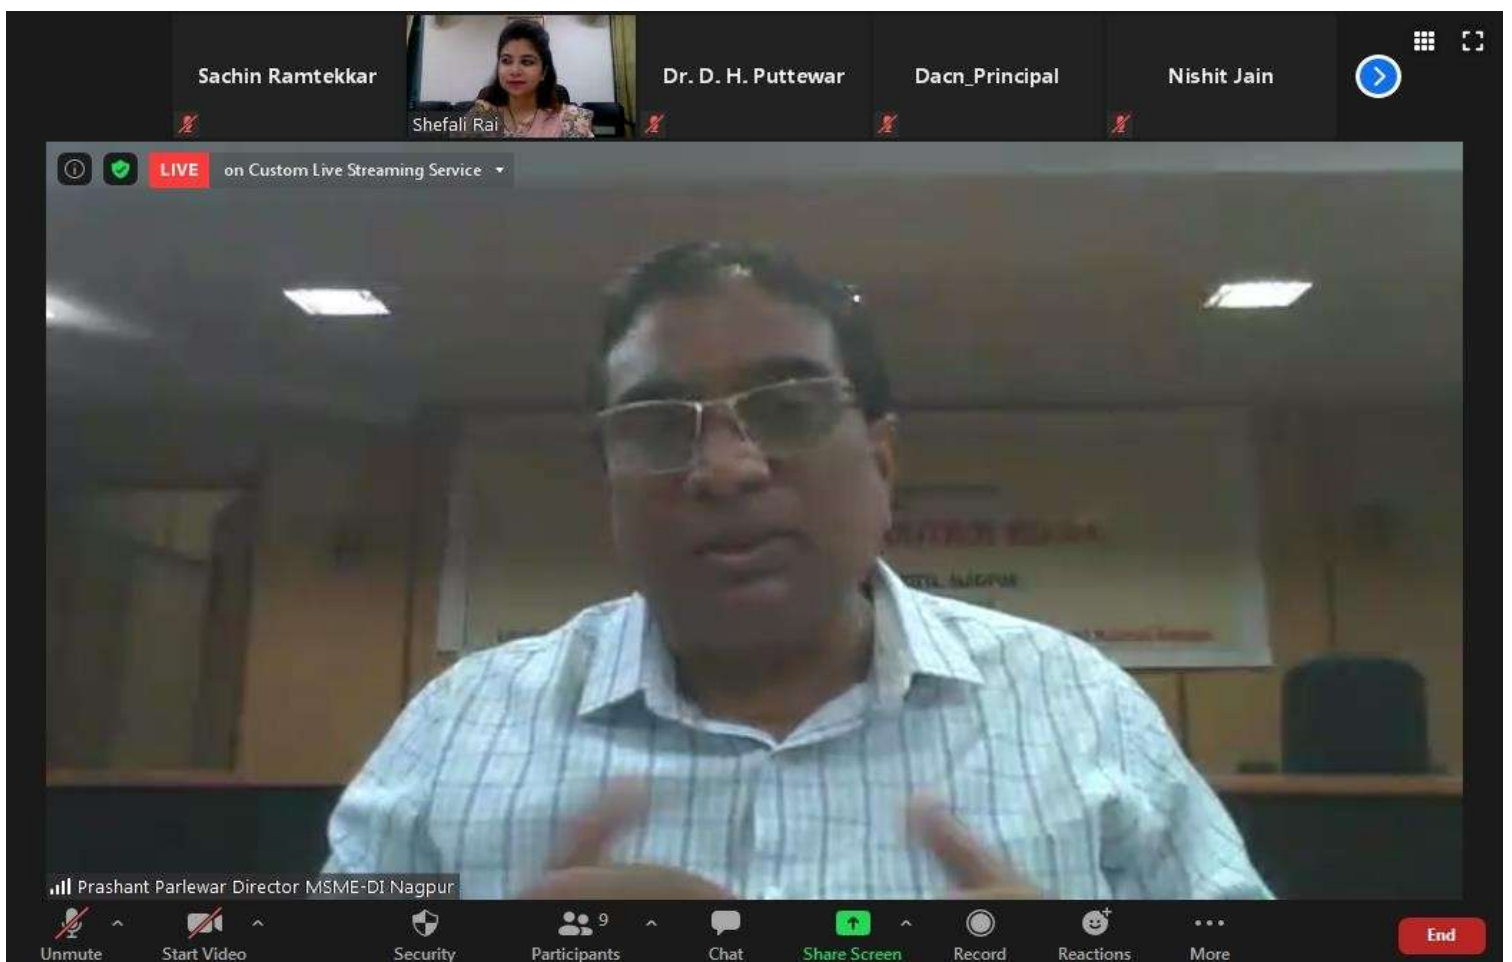 Sachin Ramtekkar
Shefali Rai
Dr. D. H. Puttewar
Dacn_Principal
Nishit Jain
LIVE on Custom Live Streaming Service
Prashant Parlewar Director MSME-DI Nagpur
Unmute
Start Video
Security
9
Participants
Chat
Share Screen
Record
Reactions
More
End